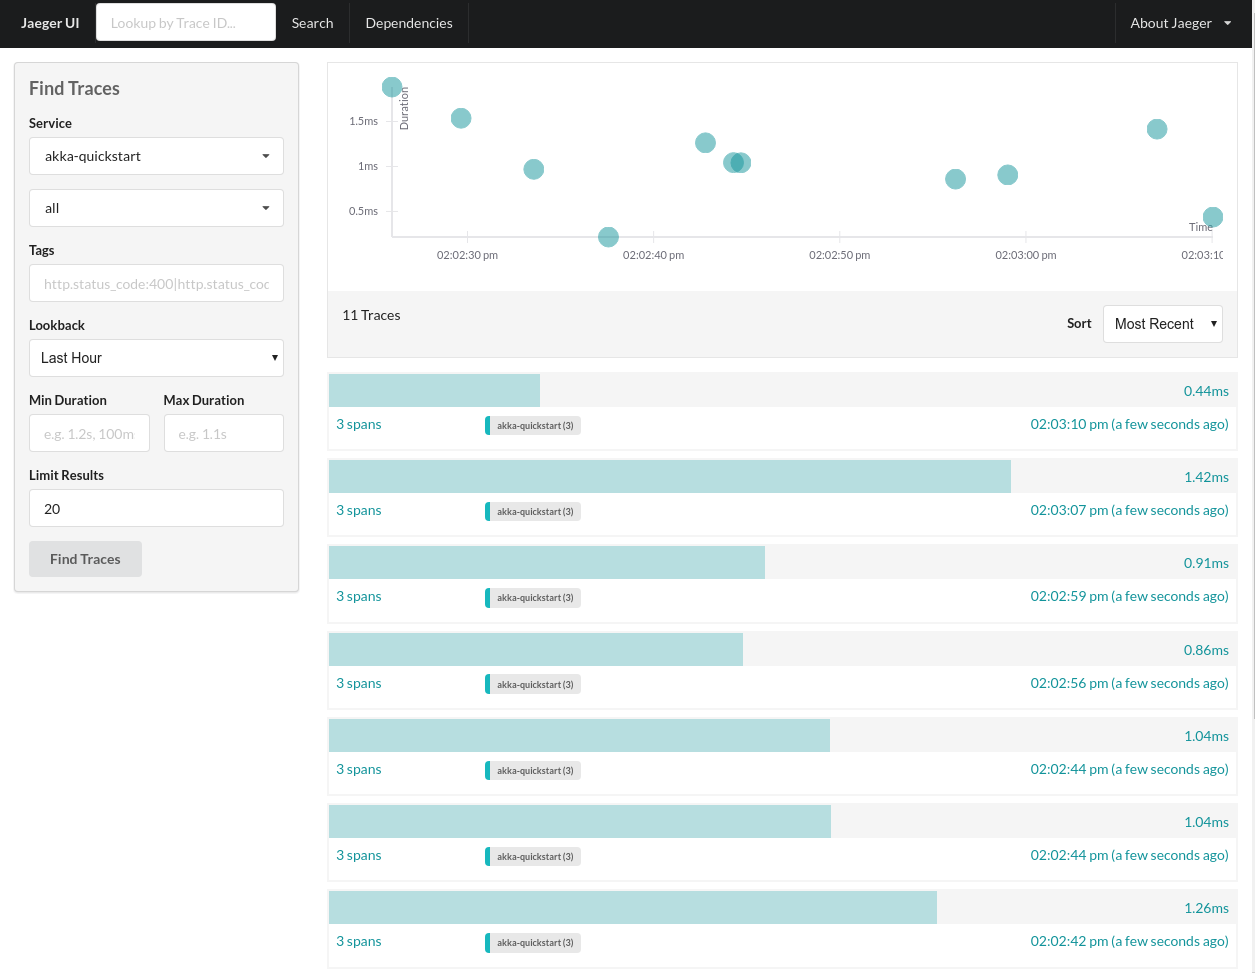 Jaeger UI
Lookup by Trace ID...
Search
Dependencies
About Jaeger
Find Traces
Service
akka-quickstart
all
Tags
http.status_code:400|http.status_cod
Lookback
Last Hour
Min Duration Max Duration
e.g. 1.2s, 100m e.g. 1.1s
Limit Results
20
Find Traces
Duration
1.5ms
1ms
0.5ms
Time
02:02:30 pm 02:02:40 pm 02:02:50 pm 02:03:00 pm 02:03:10
11 Traces
Sort Most Recent
0.44ms
3 spans akka-quickstart (3) 02:03:10 pm (a few seconds ago)
1.42ms
3 spans akka-quickstart (3) 02:03:07 pm (a few seconds ago)
0.91ms
3 spans akka-quickstart (3) 02:02:59 pm (a few seconds ago)
0.86ms
3 spans akka-quickstart (3) 02:02:56 pm (a few seconds ago)
1.04ms
3 spans akka-quickstart (3) 02:02:44 pm (a few seconds ago)
1.04ms
3 spans akka-quickstart (3) 02:02:44 pm (a few seconds ago)
1.26ms
3 spans akka-quickstart (3) 02:02:42 pm (a few seconds ago)